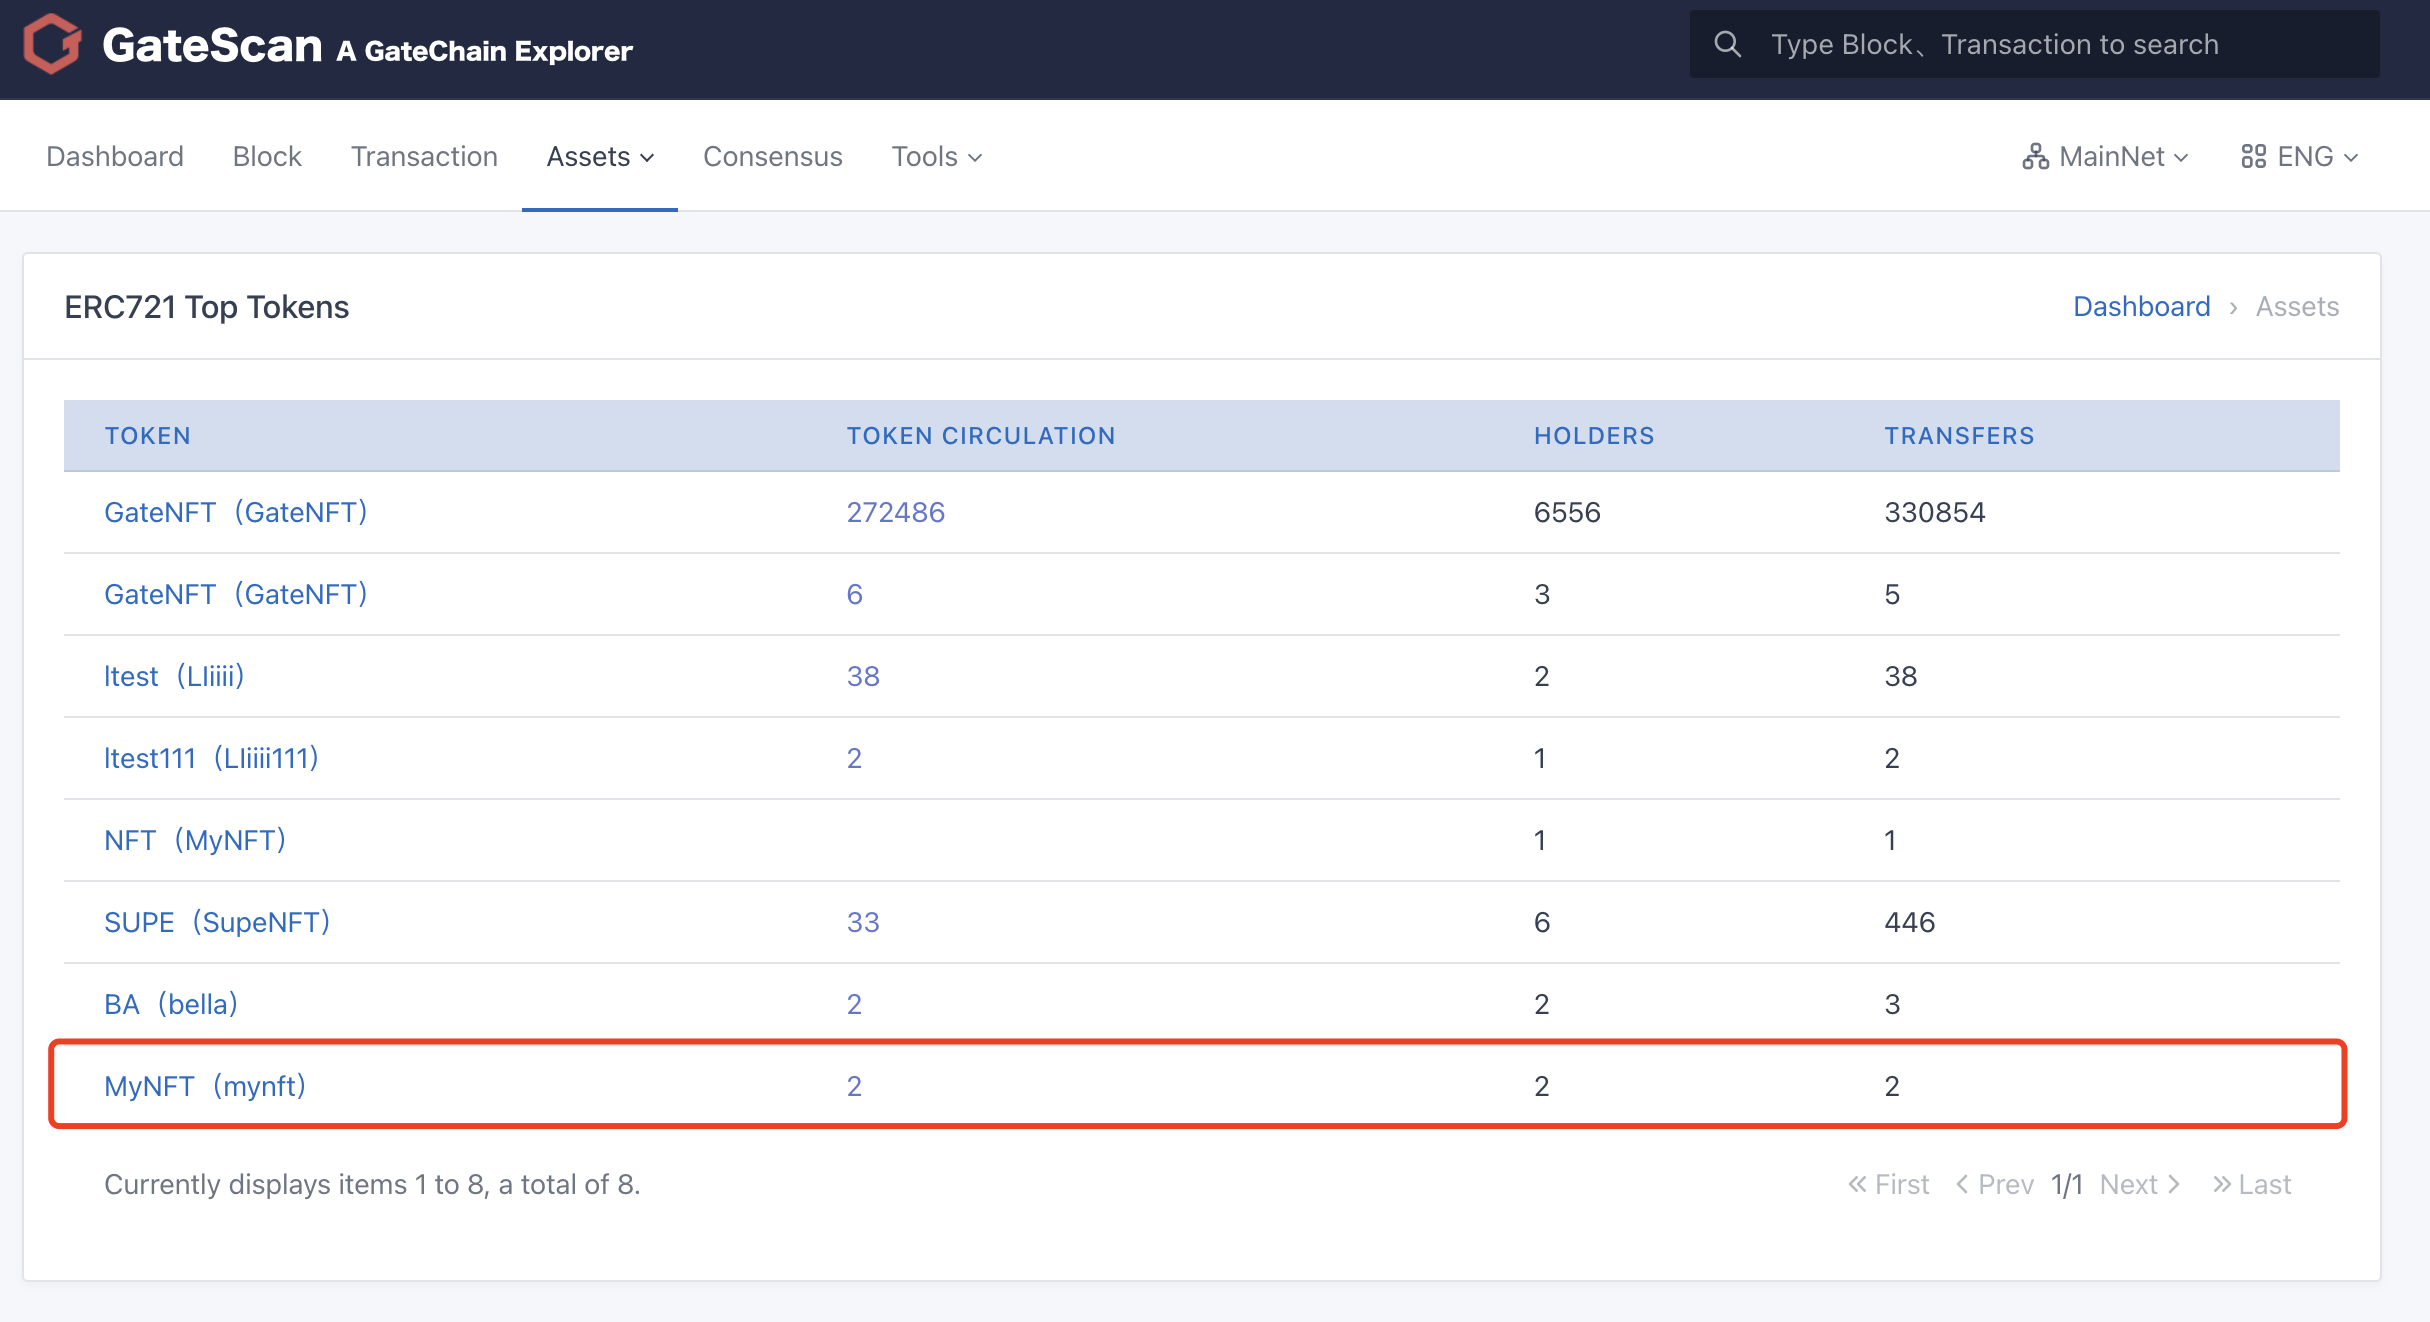 GateScan A GateChain Explorer
Type Block、Transaction to search
Dashboard Block Transaction Assets Consensus Tools MainNet ENG
ERC721 Top Tokens Dashboard › Assets
TOKEN TOKEN CIRCULATION HOLDERS TRANSFERS
GateNFT（GateNFT） 272486 6556 330854
GateNFT（GateNFT） 6 3 5
ltest（LIiiii） 38 2 38
ltest111（LIiiii111） 2 1 2
NFT（MyNFT） 1 1
SUPE（SupeNFT） 33 6 446
BA（bella） 2 2 3
MyNFT（mynft） 2 2 2
Currently displays items 1 to 8, a total of 8. « First < Prev 1/1 Next > » Last